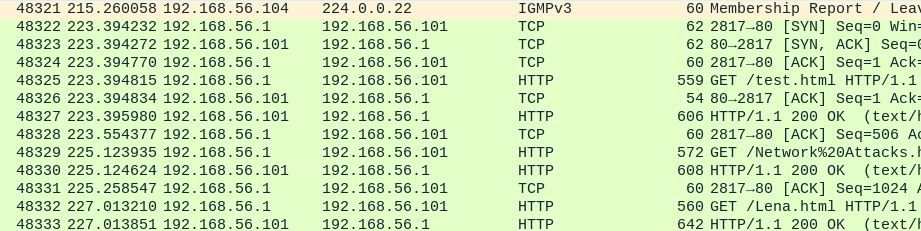 48321 215.260058 192.168.56.104 224.0.0.22 IGMPv3 60 Membership Report / Leav
48322 223.394232 192.168.56.1 192.168.56.101 TCP 62 2817→80 [SYN] Seq=0 Win=
48323 223.394272 192.168.56.101 192.168.56.1 TCP 62 80→2817 [SYN, ACK] Seq=0
48324 223.394770 192.168.56.1 192.168.56.101 TCP 60 2817→80 [ACK] Seq=1 Ack=
48325 223.394815 192.168.56.1 192.168.56.101 HTTP 559 GET /test.html HTTP/1.1
48326 223.394834 192.168.56.101 192.168.56.1 TCP 54 80→2817 [ACK] Seq=1 Ack=
48327 223.395980 192.168.56.101 192.168.56.1 HTTP 606 HTTP/1.1 200 OK (text/h
48328 223.554377 192.168.56.1 192.168.56.101 TCP 60 2817→80 [ACK] Seq=506 Ac
48329 225.123935 192.168.56.1 192.168.56.101 HTTP 572 GET /Network%20Attacks.h
48330 225.124624 192.168.56.101 192.168.56.1 HTTP 608 HTTP/1.1 200 OK (text/h
48331 225.258547 192.168.56.1 192.168.56.101 TCP 60 2817→80 [ACK] Seq=1024 A
48332 227.013210 192.168.56.1 192.168.56.101 HTTP 560 GET /Lena.html HTTP/1.1
48333 227.013851 192.168.56.101 192.168.56.1 HTTP 642 HTTP/1.1 200 OK (text/h